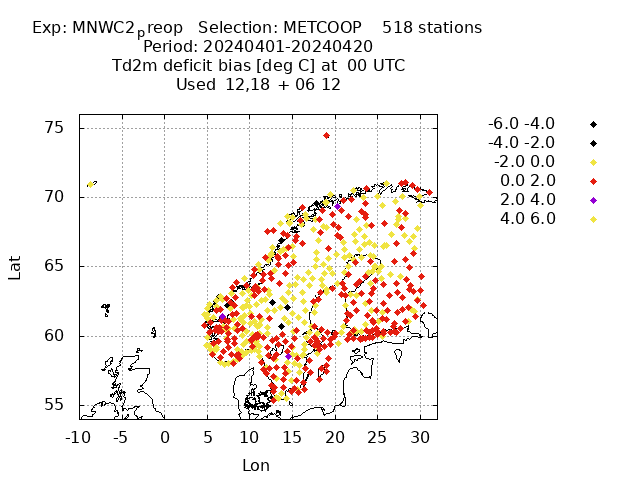 Exp: MNWC2preop   Selection: METCOOP    518 stations
Period: 20240401-20240420
Td2m deficit bias [deg C] at  00 UTC
Used  12,18  + 06 12
-6.0 -4.0
-4.0 -2.0
-2.0 0.0
0.0 2.0
2.0 4.0
4.0 6.0
75
70
65
60
55
Lat
-10 -5 0 5 10 15 20 25 30
Lon